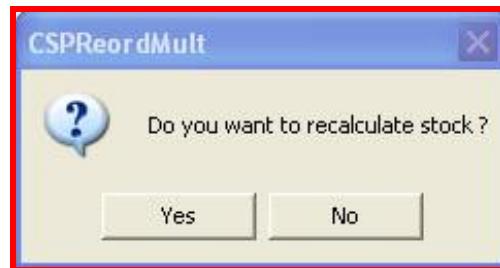 CSPReordMult
Do you want to recalculate stock ?
Yes
No